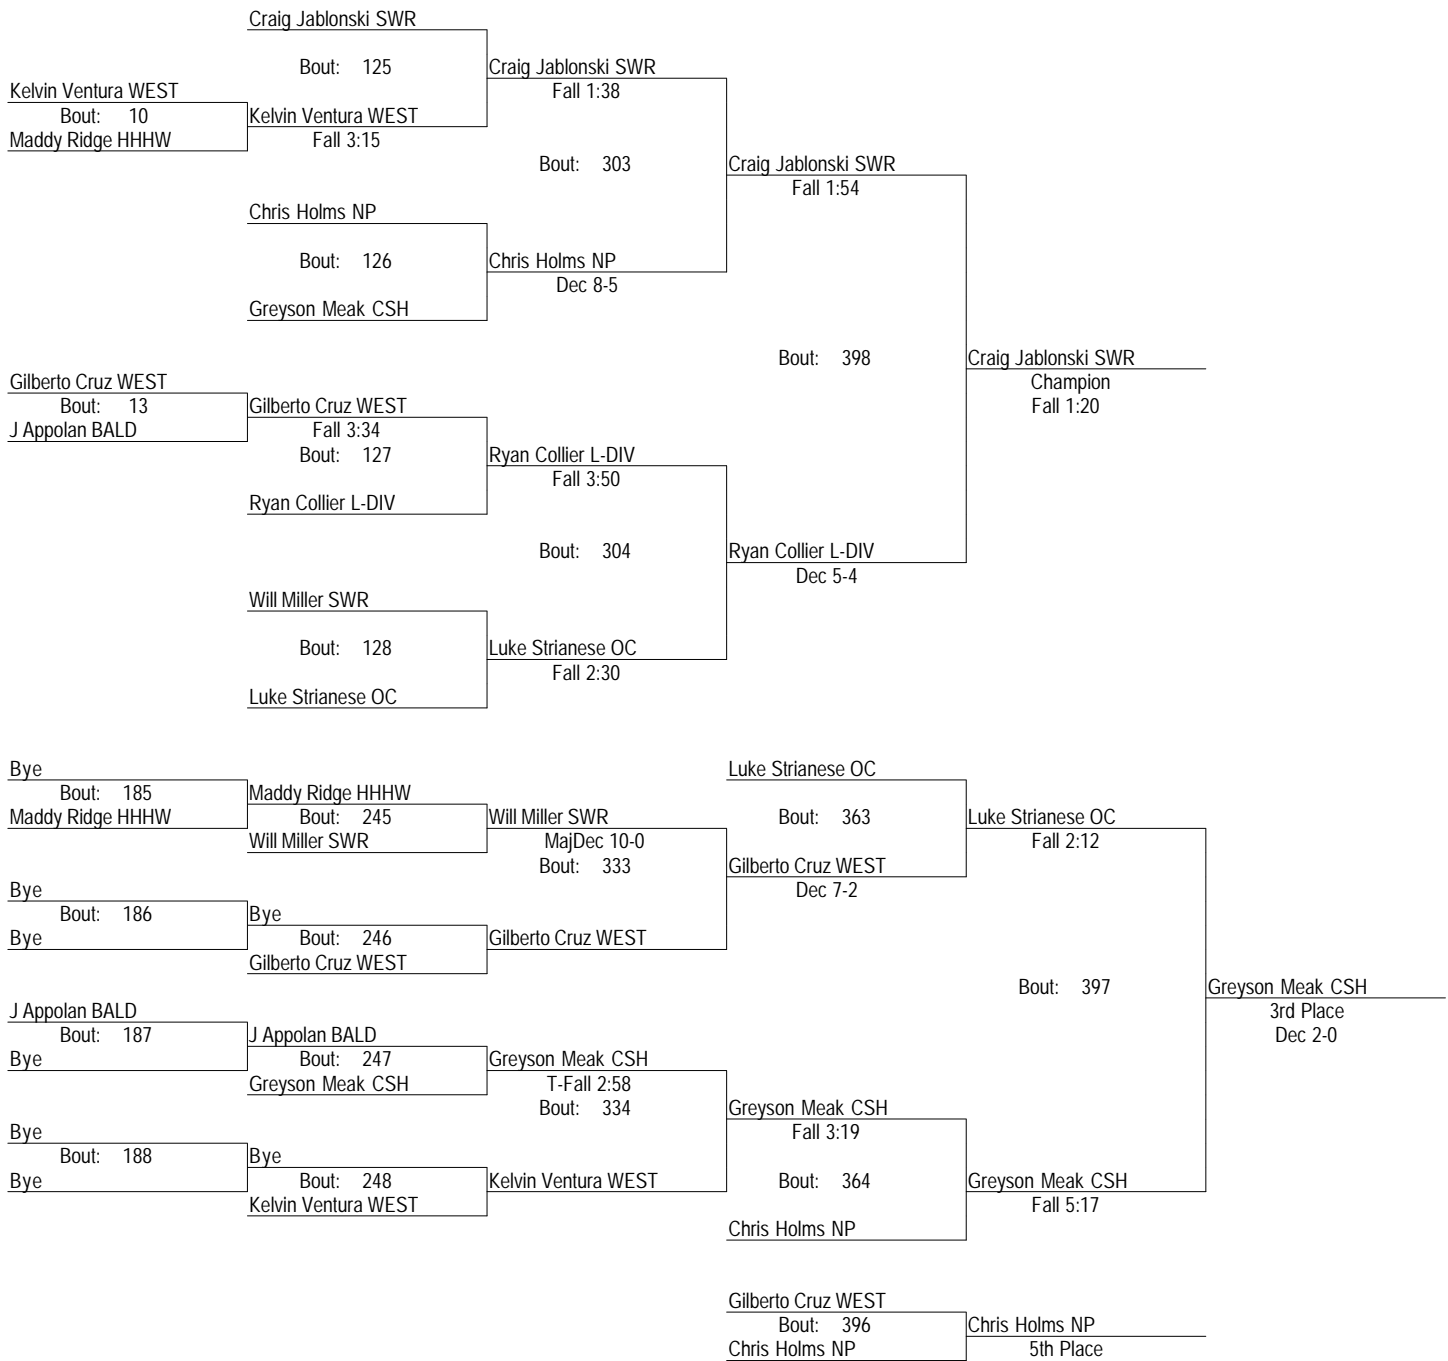 Craig Jablonski SWR
Bout: 125
Craig Jablonski SWR
Kelvin Ventura WEST
Fall 1:38
Bout: 10
Kelvin Ventura WEST
Maddy Ridge HHHW
Fall 3:15
Bout: 303
Craig Jablonski SWR
Fall 1:54
Chris Holms NP
Bout: 126
Chris Holms NP
Dec 8-5
Greyson Meak CSH
Bout: 398
Craig Jablonski SWR
Gilberto Cruz WEST
Champion
Bout: 13
Gilberto Cruz WEST
Fall 1:20
J Appolan BALD
Fall 3:34
Bout: 127
Ryan Collier L-DIV
Fall 3:50
Ryan Collier L-DIV
Bout: 304
Ryan Collier L-DIV
Dec 5-4
Will Miller SWR
Bout: 128
Luke Strianese OC
Fall 2:30
Luke Strianese OC
Bye
Luke Strianese OC
Bout: 185
Maddy Ridge HHHW
Maddy Ridge HHHW
Bout: 245
Will Miller SWR
Bout: 363
Luke Strianese OC
Will Miller SWR
MajDec 10-0
Fall 2:12
Bout: 333
Gilberto Cruz WEST
Bye
Dec 7-2
Bout: 186
Bye
Bye
Bout: 246
Gilberto Cruz WEST
Gilberto Cruz WEST
Bout: 397
Greyson Meak CSH
J Appolan BALD
3rd Place
Bout: 187
J Appolan BALD
Dec 2-0
Bye
Bout: 247
Greyson Meak CSH
Greyson Meak CSH
T-Fall 2:58
Bout: 334
Greyson Meak CSH
Bye
Fall 3:19
Bout: 188
Bye
Bye
Bout: 248
Kelvin Ventura WEST
Bout: 364
Greyson Meak CSH
Kelvin Ventura WEST
Fall 5:17
Chris Holms NP
Gilberto Cruz WEST
Bout: 396
Chris Holms NP
Chris Holms NP
5th Place